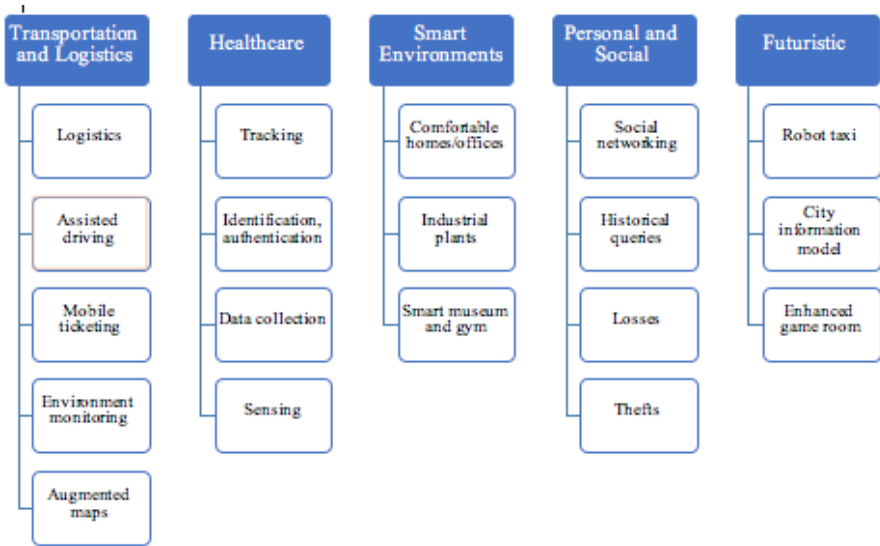 Transportation
and Logistics
Logistics
Assisted
driving
Mobile
ticketing
Environment
monitoring
Augmented
maps
Healthcare
Tracking
Identification,
authentication
Data collection
Sensing
Smart
Environments
Comfortable
homes/offices
Industrial
plants
Smart museum
and gym
Personal and
Social
Social
networking
Historical
queries
Losses
Thefts
Futuristic
Robot taxi
City
information
model
Enhanced
game room